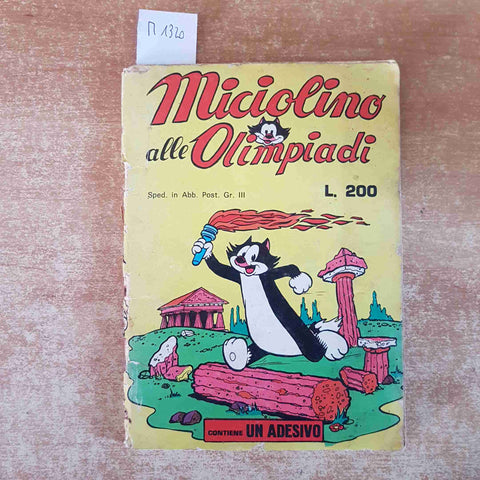 M 1320
Miciolino
alle Olimpiadi
Sped. in Abb. Post. Gr. III
L. 200
CONTIENE UN ADESIVO